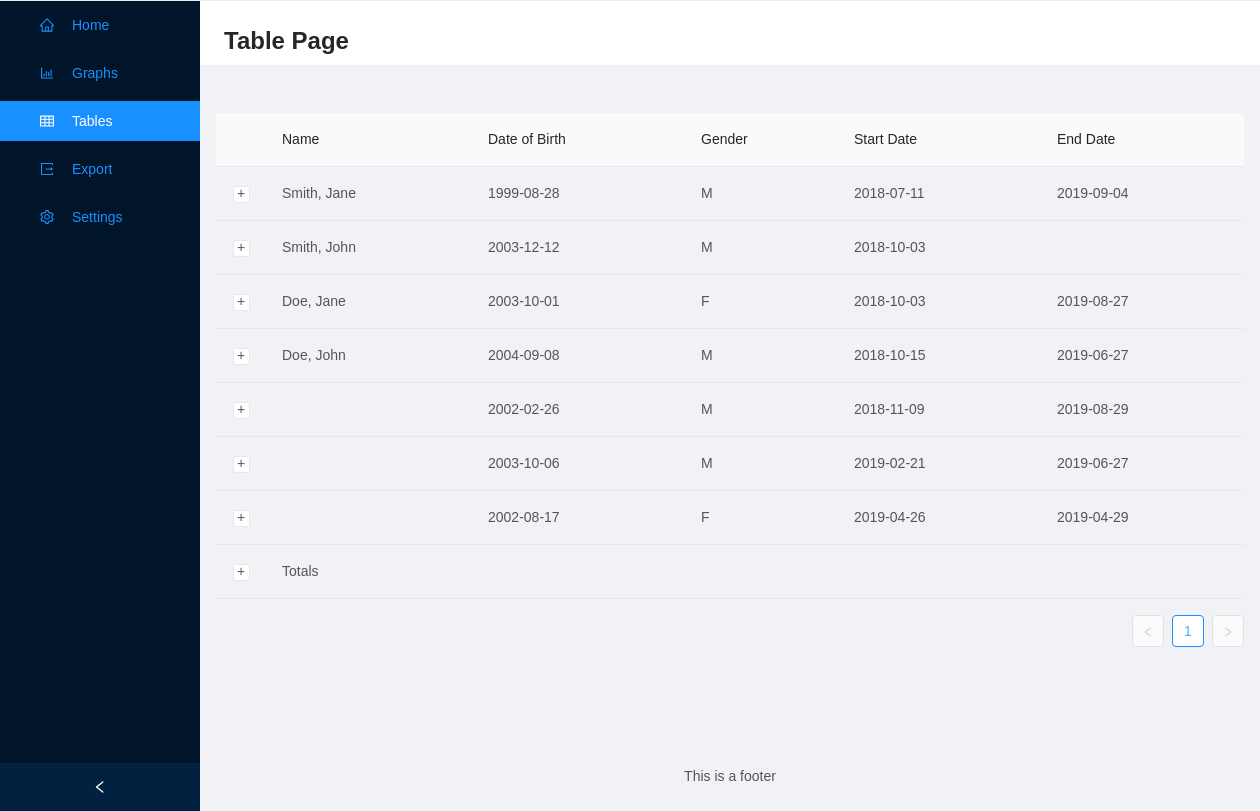 Home
Graphs
Tables
Export
Settings
Table Page
Name Date of Birth Gender Start Date End Date
+ Smith, Jane 1999-08-28 M 2018-07-11 2019-09-04
+ Smith, John 2003-12-12 M 2018-10-03
+ Doe, Jane 2003-10-01 F 2018-10-03 2019-08-27
+ Doe, John 2004-09-08 M 2018-10-15 2019-06-27
+ 2002-02-26 M 2018-11-09 2019-08-29
+ 2003-10-06 M 2019-02-21 2019-06-27
+ 2002-08-17 F 2019-04-26 2019-04-29
+ Totals
1
This is a footer